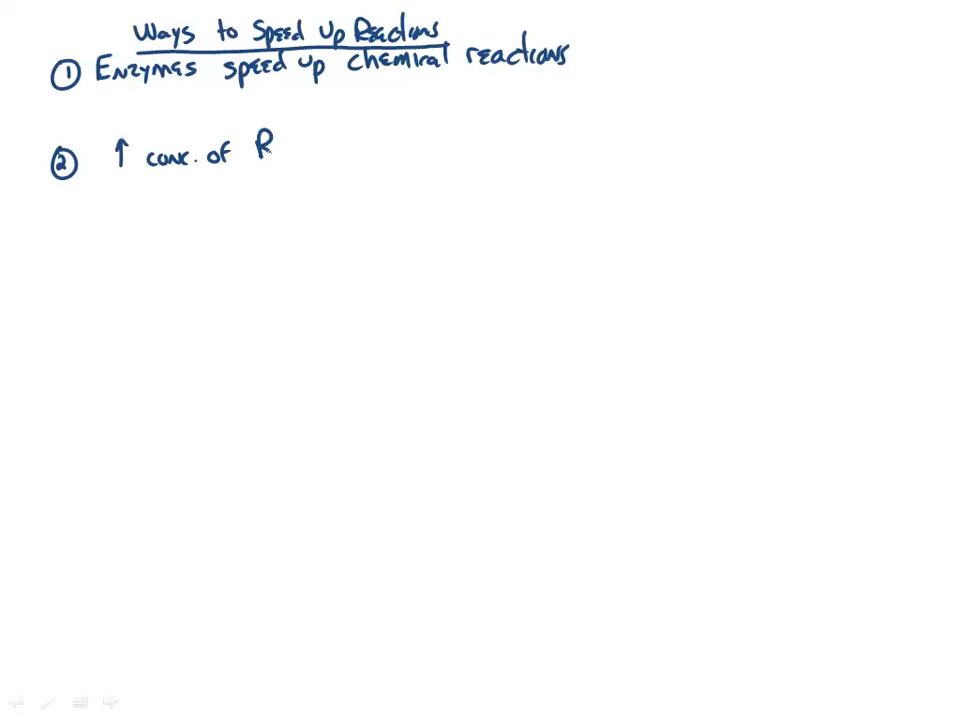 Ways to Speed Up Reactions
① Enzymes speed up chemical reactions
② ↑ conc. of R